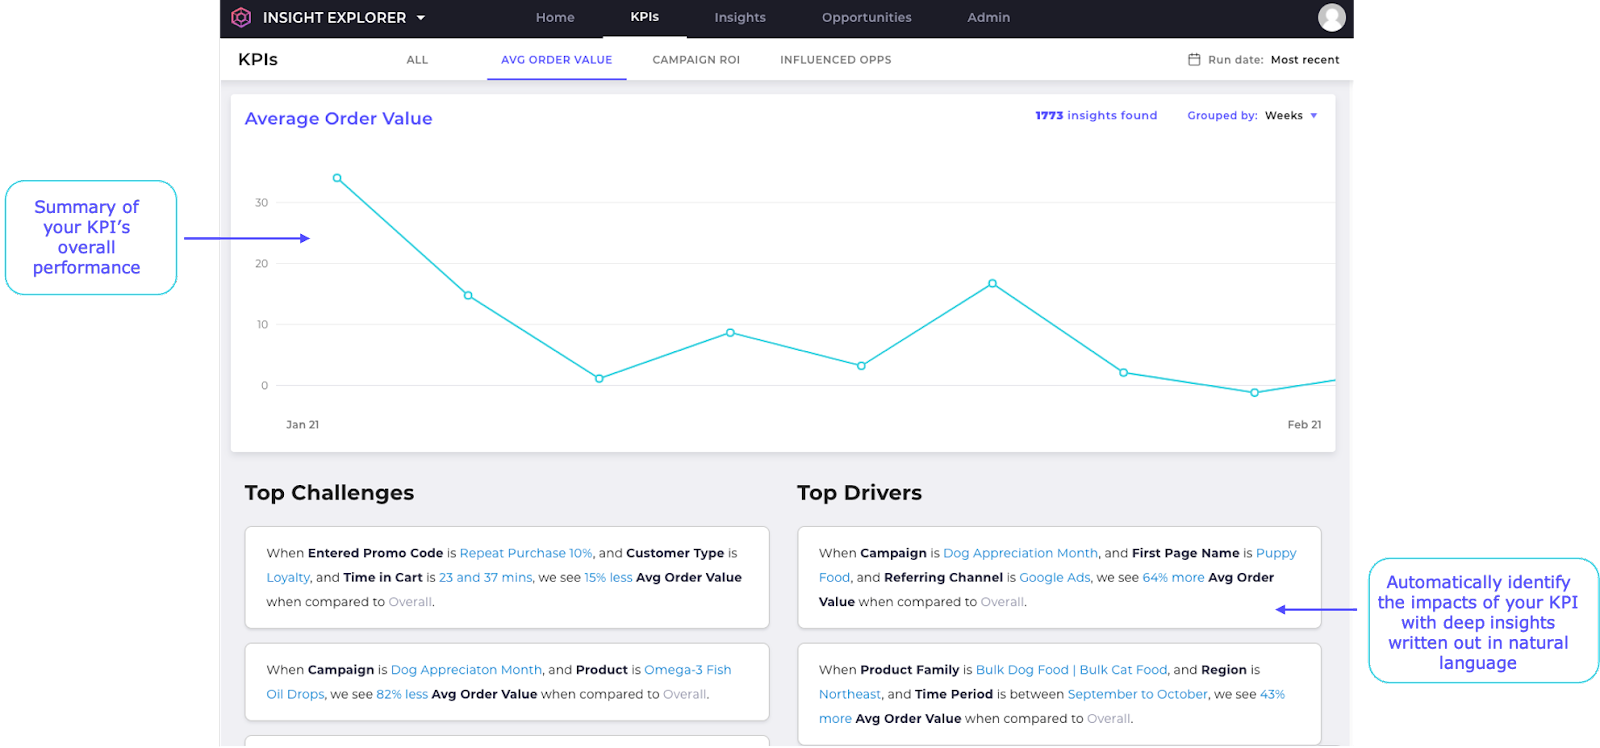 INSIGHT EXPLORER
Home
KPIs
Insights
Opportunities
Admin
KPIs
ALL
AVG ORDER VALUE
CAMPAIGN ROI
INFLUENCED OPPS
Run date: Most recent
Average Order Value
1773 insights found
Grouped by: Weeks
30
20
10
0
Jan 21
Feb 21
Summary of
your KPI’s
overall
performance
Top Challenges
When Entered Promo Code is Repeat Purchase 10%, and Customer Type is
Loyalty, and Time in Cart is 23 and 37 mins, we see 15% less Avg Order Value
when compared to Overall.
When Campaign is Dog Appreciaton Month, and Product is Omega-3 Fish
Oil Drops, we see 82% less Avg Order Value when compared to Overall.
Top Drivers
When Campaign is Dog Appreciation Month, and First Page Name is Puppy
Food, and Referring Channel is Google Ads, we see 64% more Avg Order
Value when compared to Overall.
When Product Family is Bulk Dog Food | Bulk Cat Food, and Region is
Northeast, and Time Period is between September to October, we see 43%
more Avg Order Value when compared to Overall.
Automatically identify
the impacts of your KPI
with deep insights
written out in natural
language